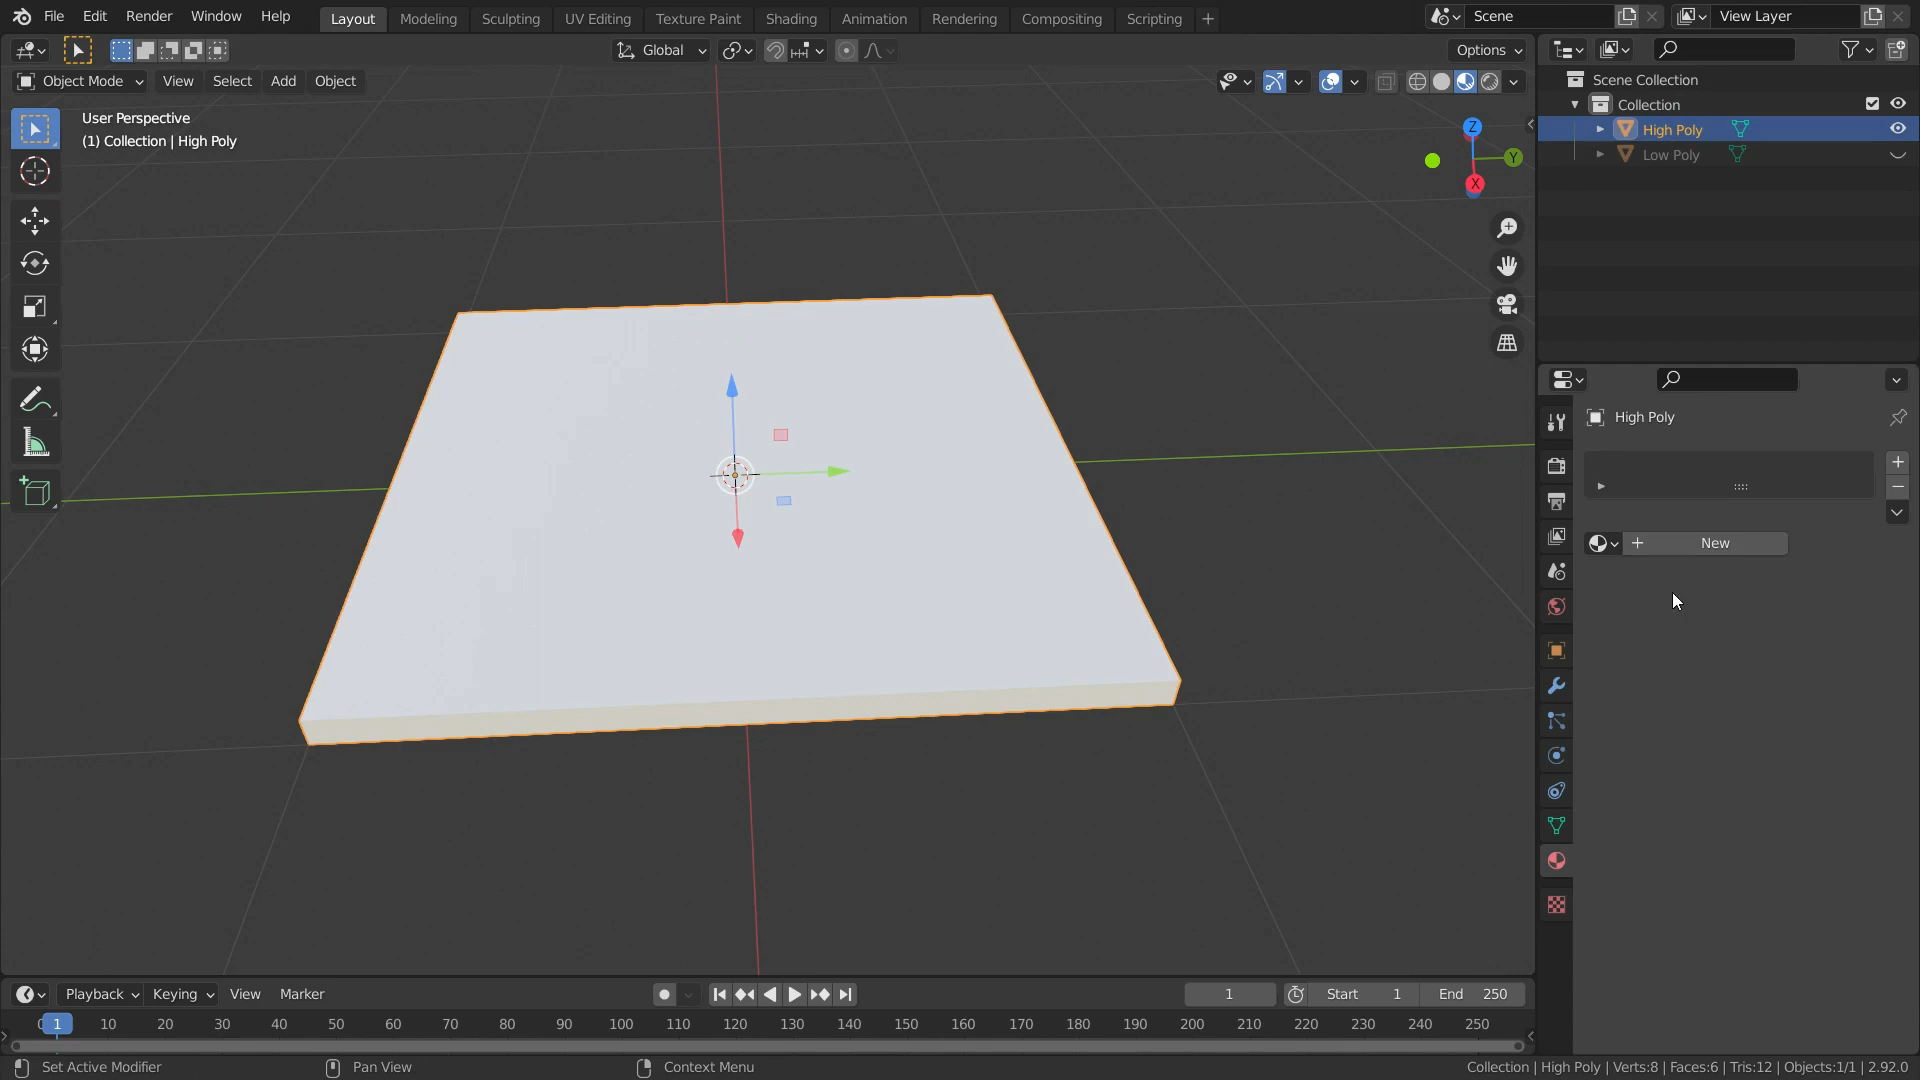 File Edit Render Window Help Layout Modeling Sculpting UV Editing Texture Paint Shading Animation Rendering Compositing Scripting + Scene View Layer
Global Options
Object Mode View Select Add Object
Scene Collection
Collection
High Poly
Low Poly
User Perspective
(1) Collection | High Poly
Z
Y
X
High Poly
+ New
Playback Keying View Marker 1 Start 1 End 250
0 1 10 20 30 40 50 60 70 80 90 100 110 120 130 140 150 160 170 180 190 200 210 220 230 240 250
Set Active Modifier Pan View Context Menu Collection | High Poly | Verts:8 | Faces:6 | Tris:12 | Objects:1/1 | 2.92.0